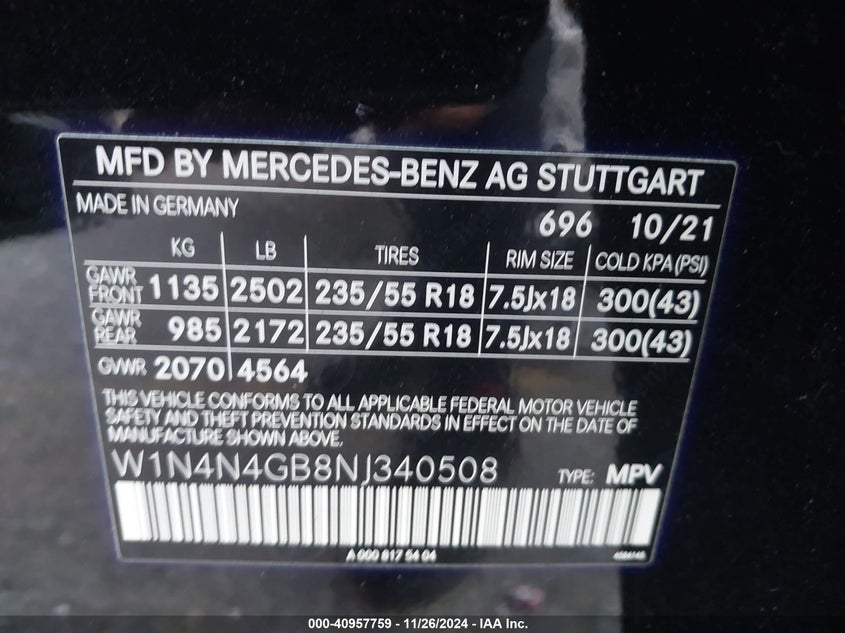 MFD BY MERCEDES-BENZ AG STUTTGART
MADE IN GERMANY 696 10/21
KG LB TIRES RIM SIZE COLD KPA(PSI)
GAWR FRONT 1135 2502 235/55 R18 7.5Jx18 300(43)
GAWR REAR 985 2172 235/55 R18 7.5Jx18 300(43)
GVWR 2070 4564
THIS VEHICLE CONFORMS TO ALL APPLICABLE FEDERAL MOTOR VEHICLE
SAFETY AND THEFT PREVENTION STANDARDS IN EFFECT ON THE DATE OF
MANUFACTURE SHOWN ABOVE.
W1N4N4GB8NJ340508 TYPE: MPV
A 000 817 54 04
000-40957759 - 11/26/2024 - IAA Inc.